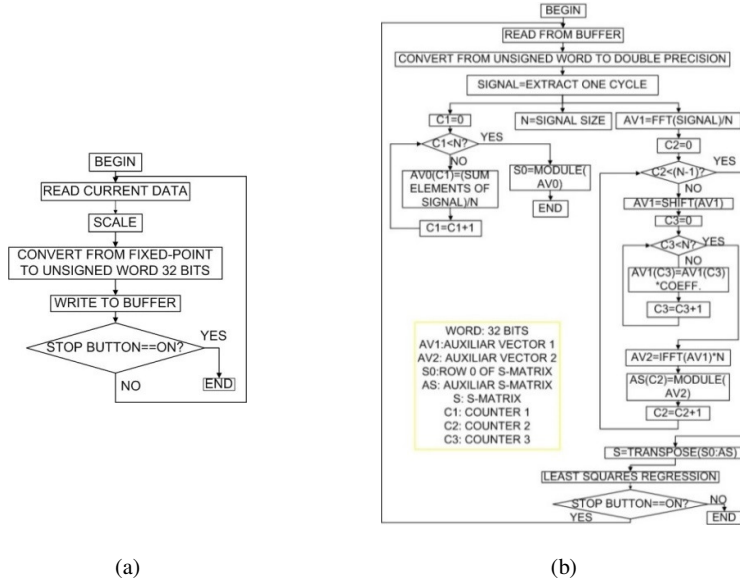 BEGIN
READ CURRENT DATA
SCALE
CONVERT FROM FIXED-POINT
TO UNSIGNED WORD 32 BITS
WRITE TO BUFFER
STOP BUTTON==ON?
YES
END
NO
(a)
BEGIN
READ FROM BUFFER
CONVERT FROM UNSIGNED WORD TO DOUBLE PRECISION
SIGNAL=EXTRACT ONE CYCLE
C1=0
C1<N?
YES
NO
AV0(C1)=(SUM
ELEMENTS OF
SIGNAL)/N
C1=C1+1
S0=MODULE(
AV0)
END
N=SIGNAL SIZE
AV1=FFT(SIGNAL)/N
C2=0
C2<(N-1)?
YES
NO
AV1=SHIFT(AV1)
C3=0
C3<N?
YES
NO
AV1(C3)=AV1(C3)
*COEFF.
C3=C3+1
AV2=IFFT(AV1)*N
AS(C2)=MODULE(
AV2)
C2=C2+1
WORD: 32 BITS
AV1:AUXILIAR VECTOR 1
AV2: AUXILIAR VECTOR 2
S0:ROW 0 OF S-MATRIX
AS: AUXILIAR S-MATRIX
S: S-MATRIX
C1: COUNTER 1
C2: COUNTER 2
C3: COUNTER 3
S=TRANSPOSE(S0:AS)
LEAST SQUARES REGRESSION
STOP BUTTON==ON?
NO
YES
END
(b)